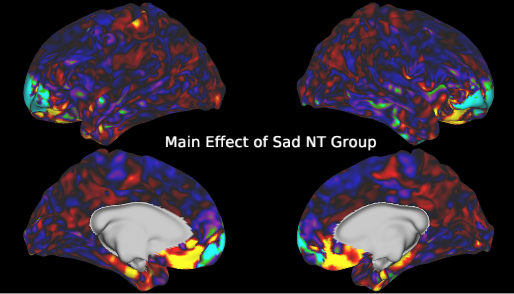 Main Effect of Sad NT Group